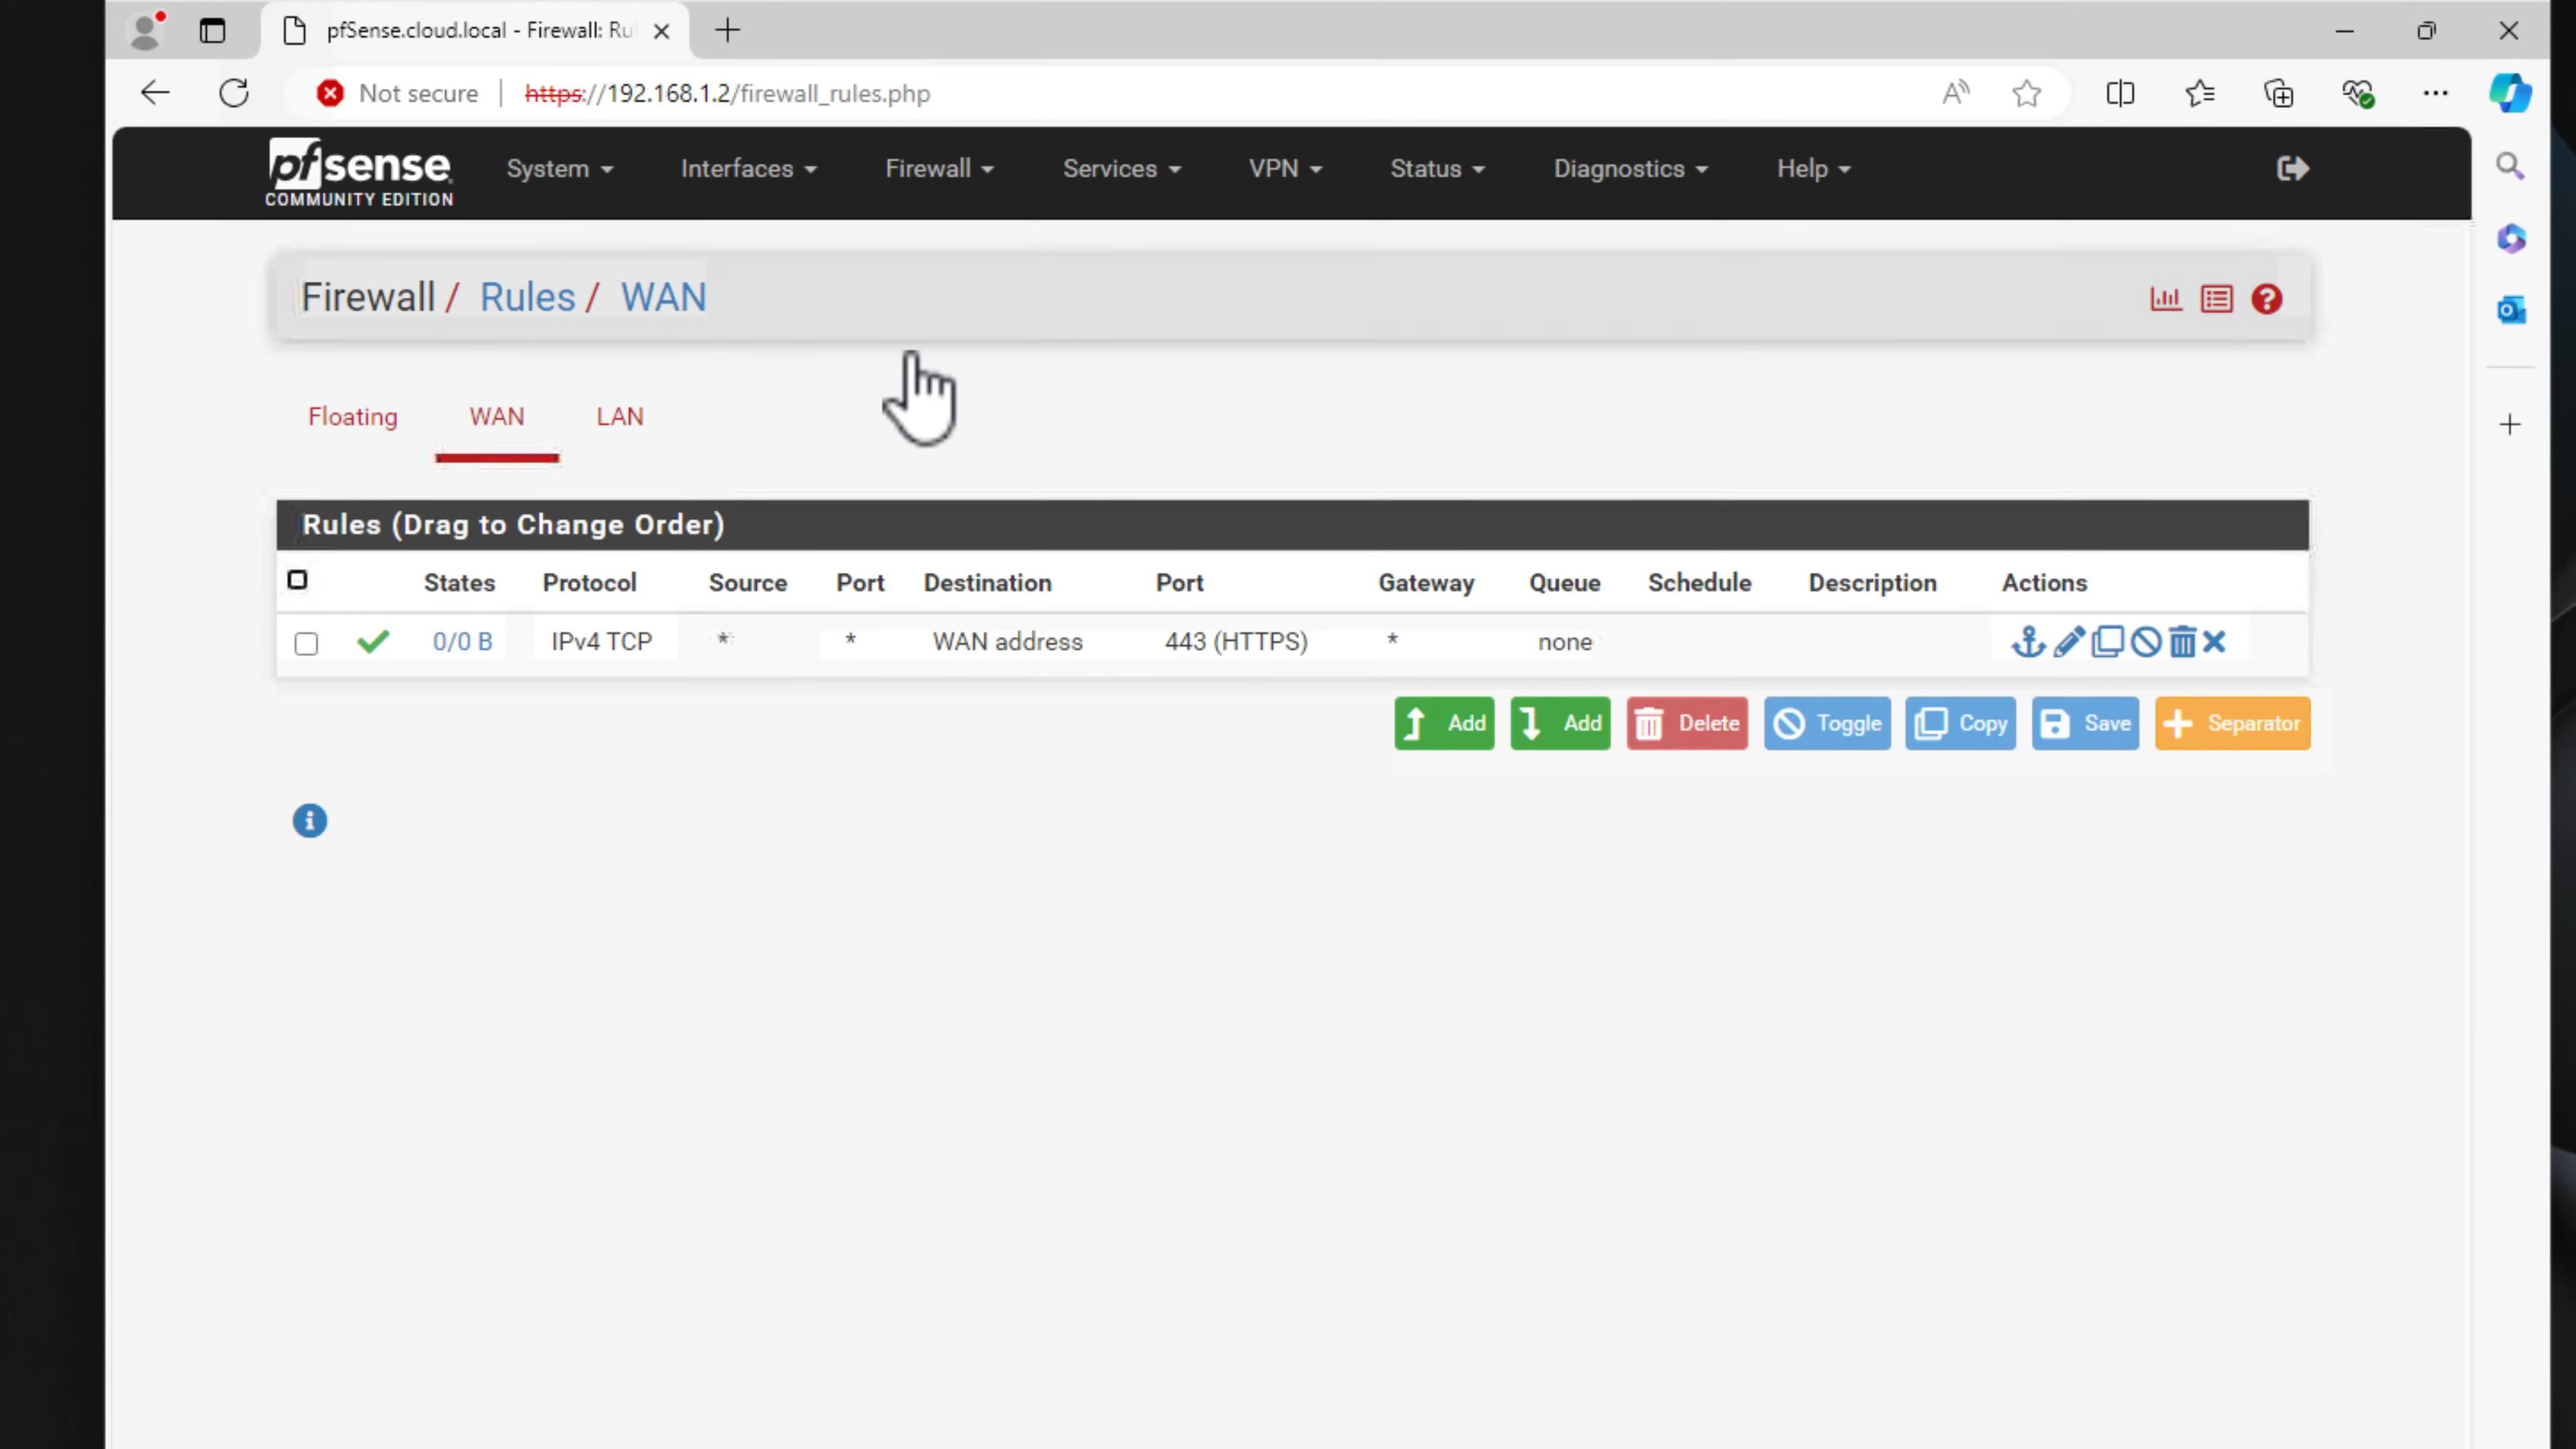 pfSense.cloud.local - Firewall: Ru
Not secure https://192.168.1.2/firewall_rules.php
pfsense
COMMUNITY EDITION
System Interfaces Firewall Services VPN Status Diagnostics Help
Firewall / Rules / WAN
Floating WAN LAN
Rules (Drag to Change Order)
States Protocol Source Port Destination Port Gateway Queue Schedule Description Actions
0/0 B IPv4 TCP * * WAN address 443 (HTTPS) * none
Add Add Delete Toggle Copy Save Separator